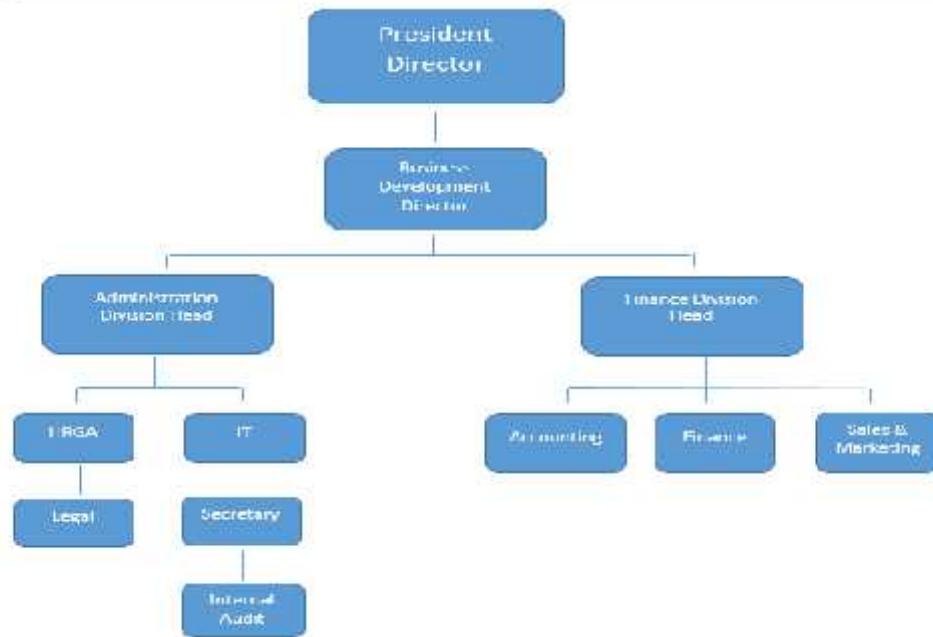 President
Director
Business
Development
Director
Administration
Division Head
Finance Division
Head
HRGA
IT
Accounting
Finance
Sales &
Marketing
Legal
Secretary
Internal
Audit